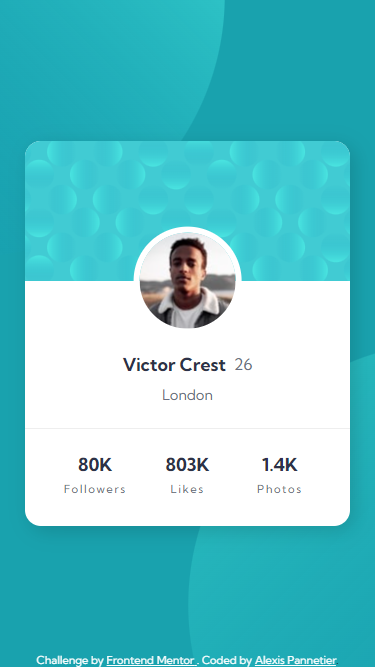 Victor Crest 26
London
80K 803K 1.4K
Followers Likes Photos
Challenge by Frontend Mentor . Coded by Alexis Pannetier.